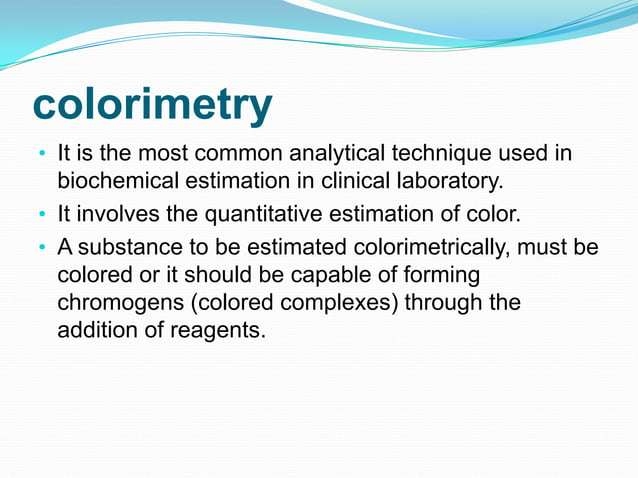 colorimetry
• It is the most common analytical technique used in
biochemical estimation in clinical laboratory.
• It involves the quantitative estimation of color.
• A substance to be estimated colorimetrically, must be
colored or it should be capable of forming
chromogens (colored complexes) through the
addition of reagents.